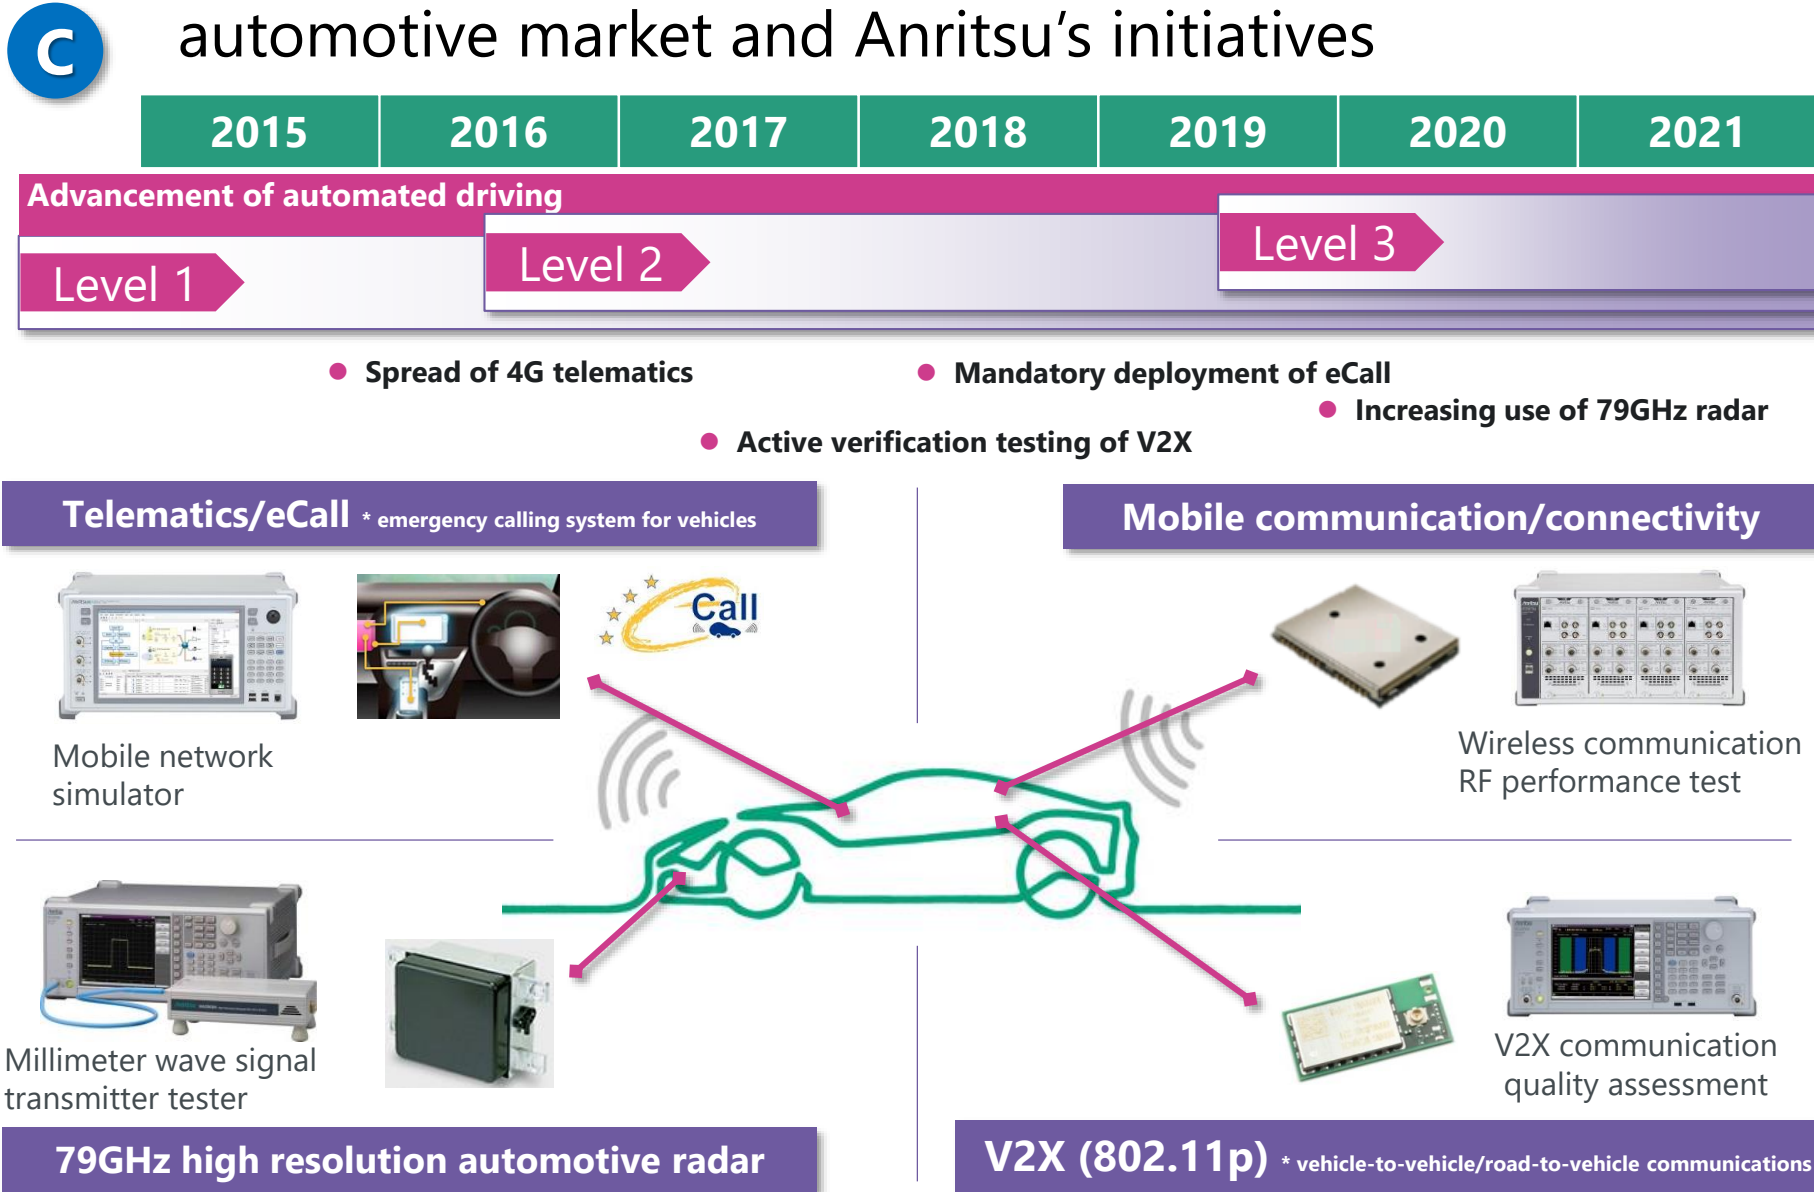 C
automotive market and Anritsu's initiatives
2015 2016 2017 2018 2019 2020 2021
Advancement of automated driving
Level 1
Level 2
Level 3
● Spread of 4G telematics
● Mandatory deployment of eCall
● Increasing use of 79GHz radar
● Active verification testing of V2X
Telematics/eCall * emergency calling system for vehicles
Mobile communication/connectivity
Call
Mobile network
simulator
Wireless communication
RF performance test
Millimeter wave signal
transmitter tester
V2X communication
quality assessment
79GHz high resolution automotive radar
V2X (802.11p) * vehicle-to-vehicle/road-to-vehicle communications